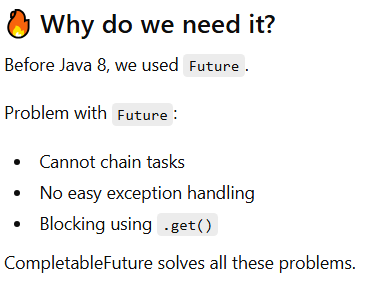 🔥 Why do we need it?
Before Java 8, we used Future.
Problem with Future:
• Cannot chain tasks
• No easy exception handling
• Blocking using .get()
CompletableFuture solves all these problems.